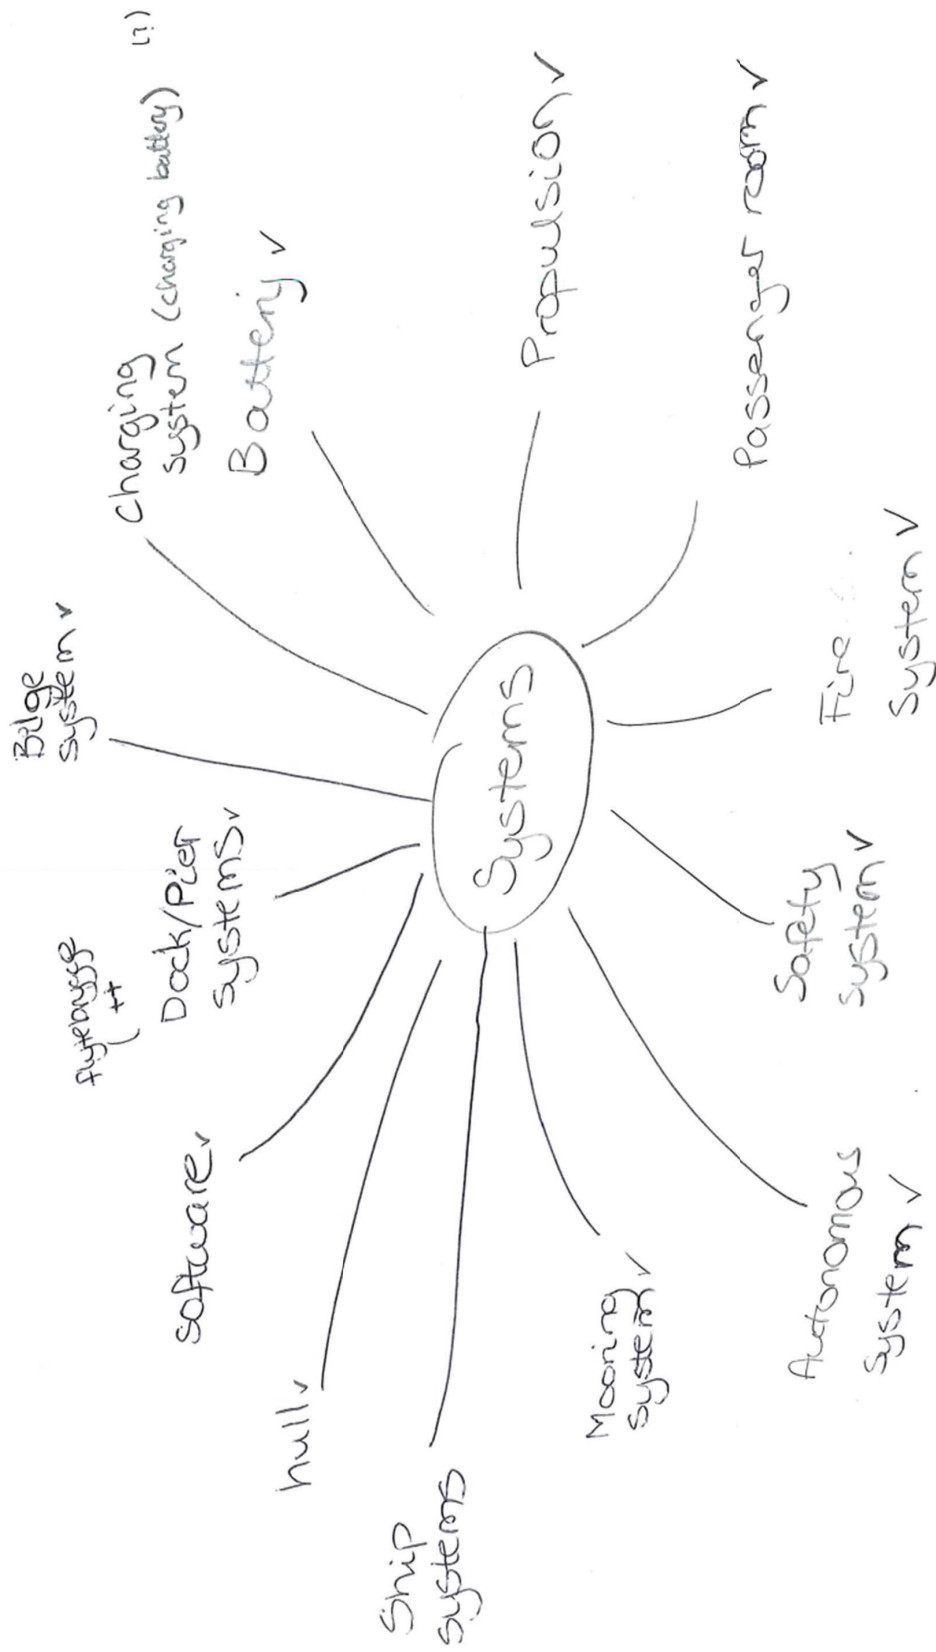 Ship
systems
hull ✓
software ✓
flytebrygge
++
Dock/Pier
systems ✓
Bilge
system ✓
Charging
system (charging battery)
Battery ✓
Systems
Propulsion ✓
Passenger room ✓
Fire
System ✓
Safety
system ✓
Autonomous
system ✓
Mooring
system ✓